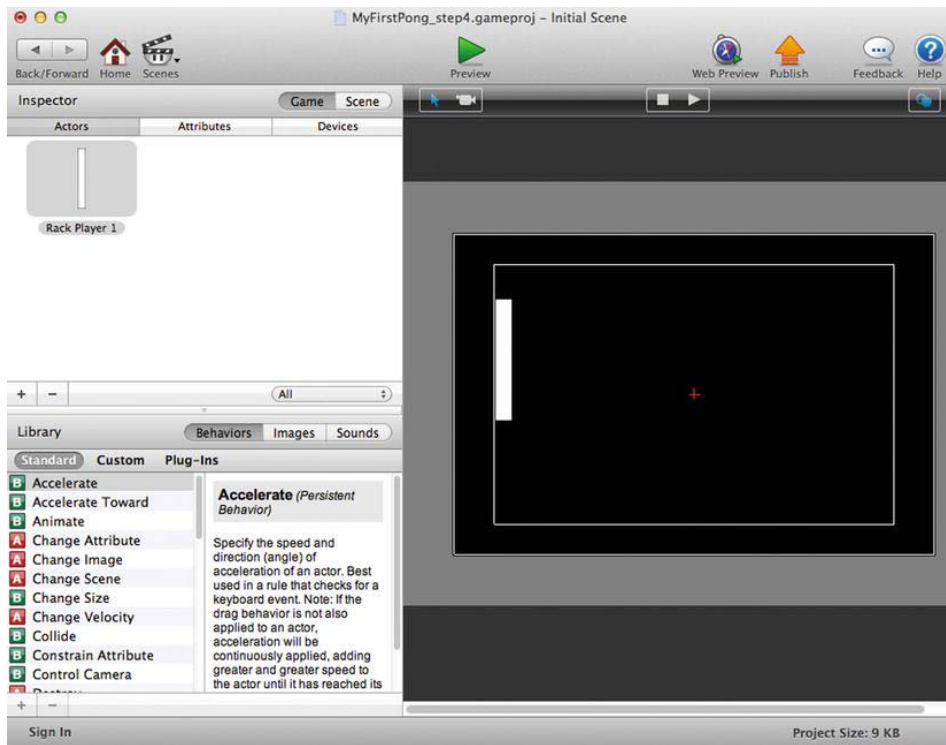 MyFirstPong_step4.gameproj - Initial Scene
Back/Forward Home Scenes Preview Web Preview Publish Feedback Help
Inspector Game Scene
Actors Attributes Devices
Rack Player 1
+ - All
Library Behaviors Images Sounds
Standard Custom Plug-Ins
B Accelerate
B Accelerate Toward
B Animate
A Change Attribute
A Change Image
A Change Scene
B Change Size
A Change Velocity
B Collide
B Constrain Attribute
B Control Camera
Accelerate (Persistent
Behavior)
Specify the speed and
direction (angle) of
acceleration of an actor. Best
used in a rule that checks for a
keyboard event. Note: If the
drag behavior is not also
applied to an actor,
acceleration will be
continuously applied, adding
greater and greater speed to
the actor until it has reached its
+ -
Sign In Project Size: 9 KB